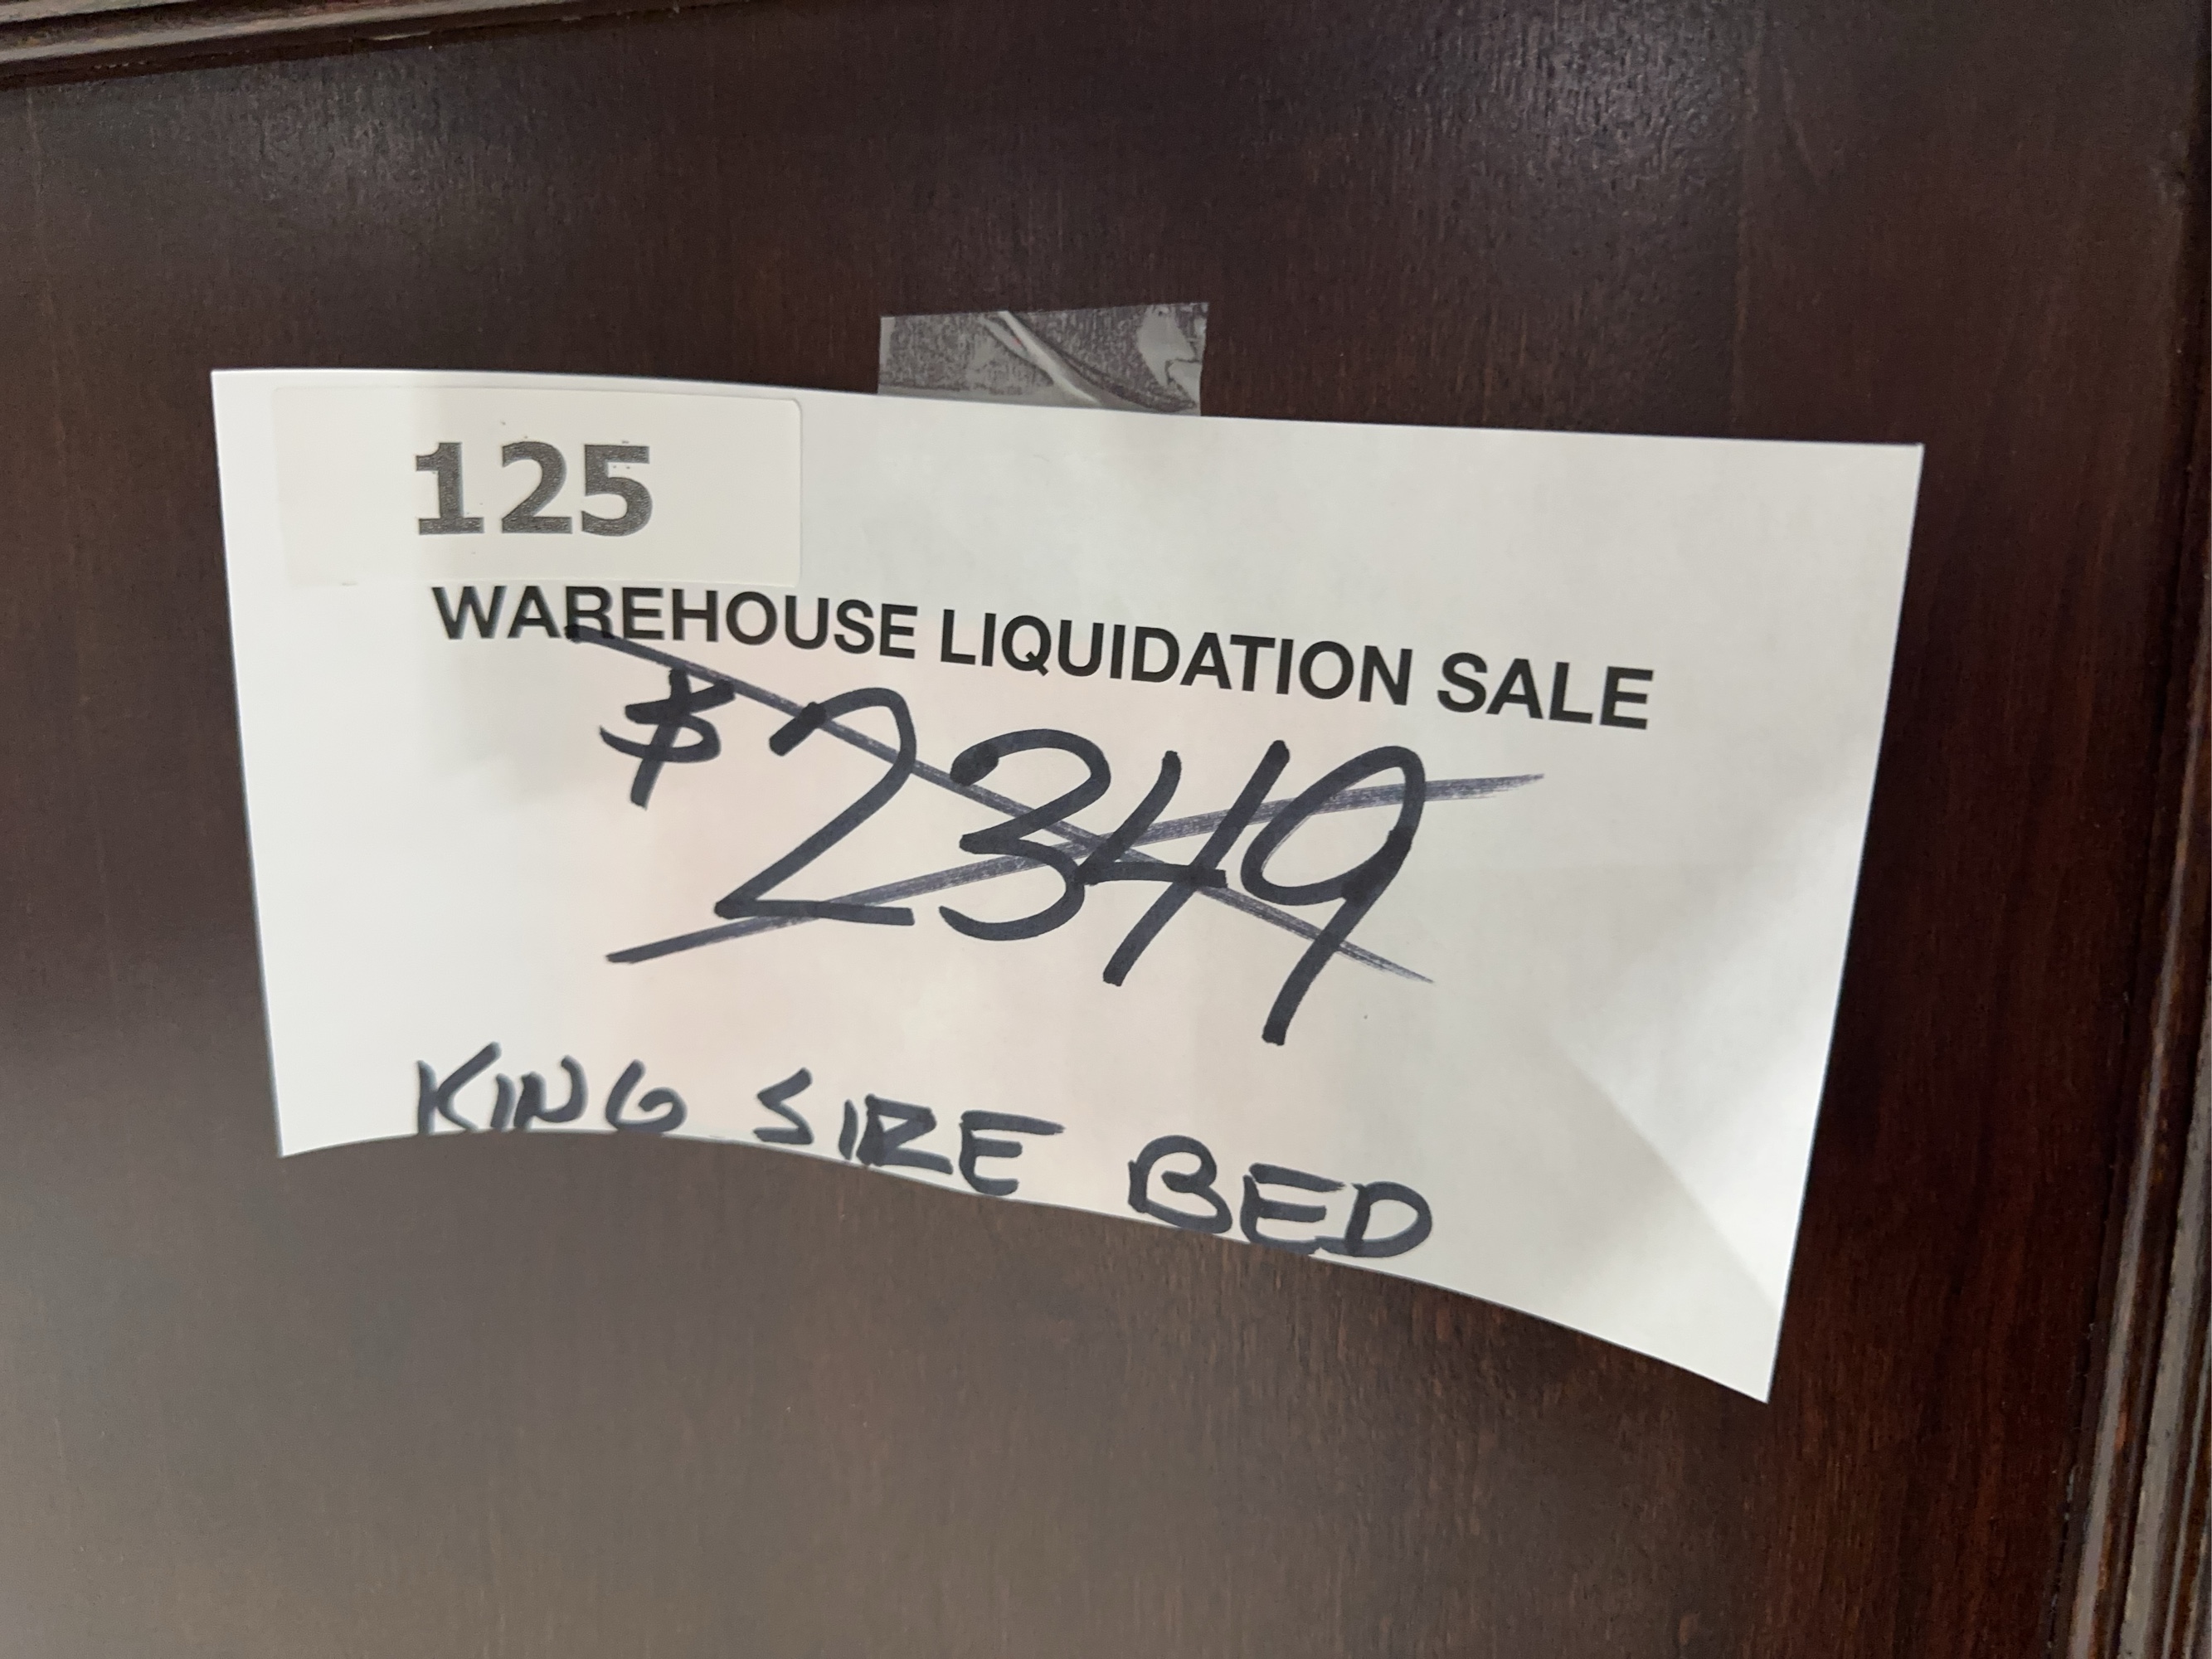 125
WAREHOUSE LIQUIDATION SALE
$2349
KING SIZE BED